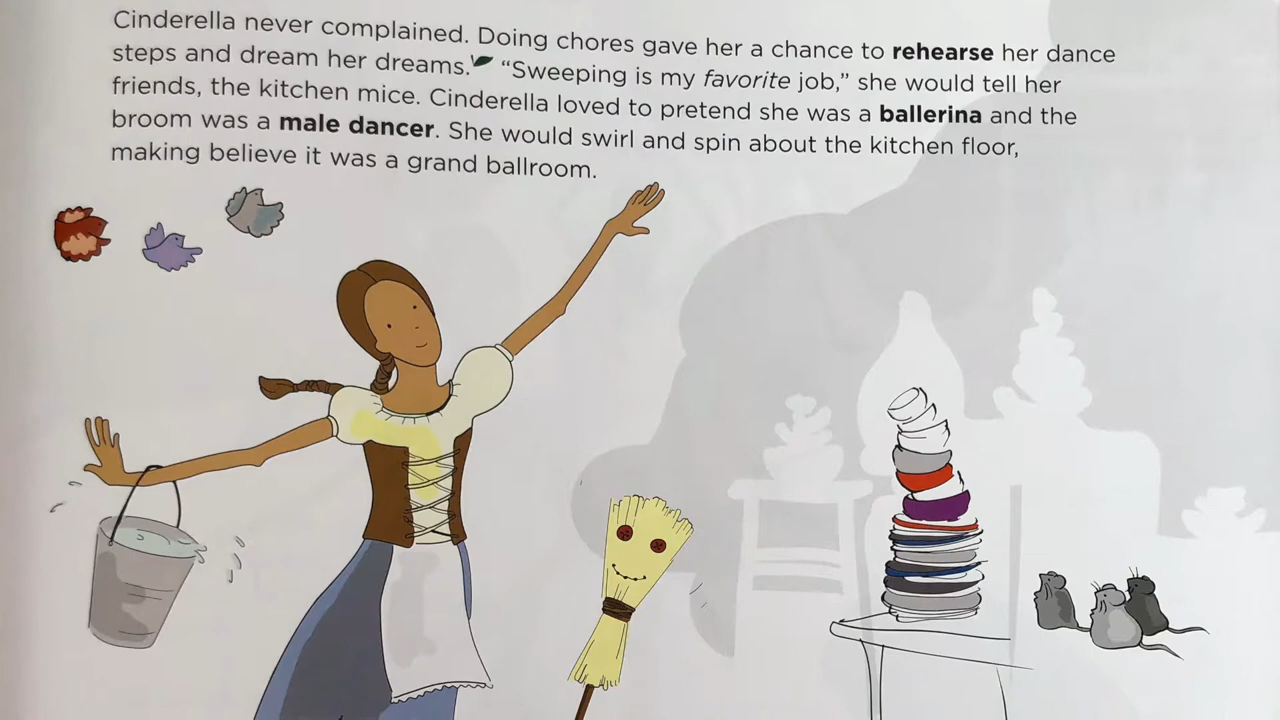 Cinderella never complained. Doing chores gave her a chance to rehearse her dance
steps and dream her dreams. “Sweeping is my favorite job,” she would tell her
friends, the kitchen mice. Cinderella loved to pretend she was a ballerina and the
broom was a male dancer. She would swirl and spin about the kitchen floor,
making believe it was a grand ballroom.